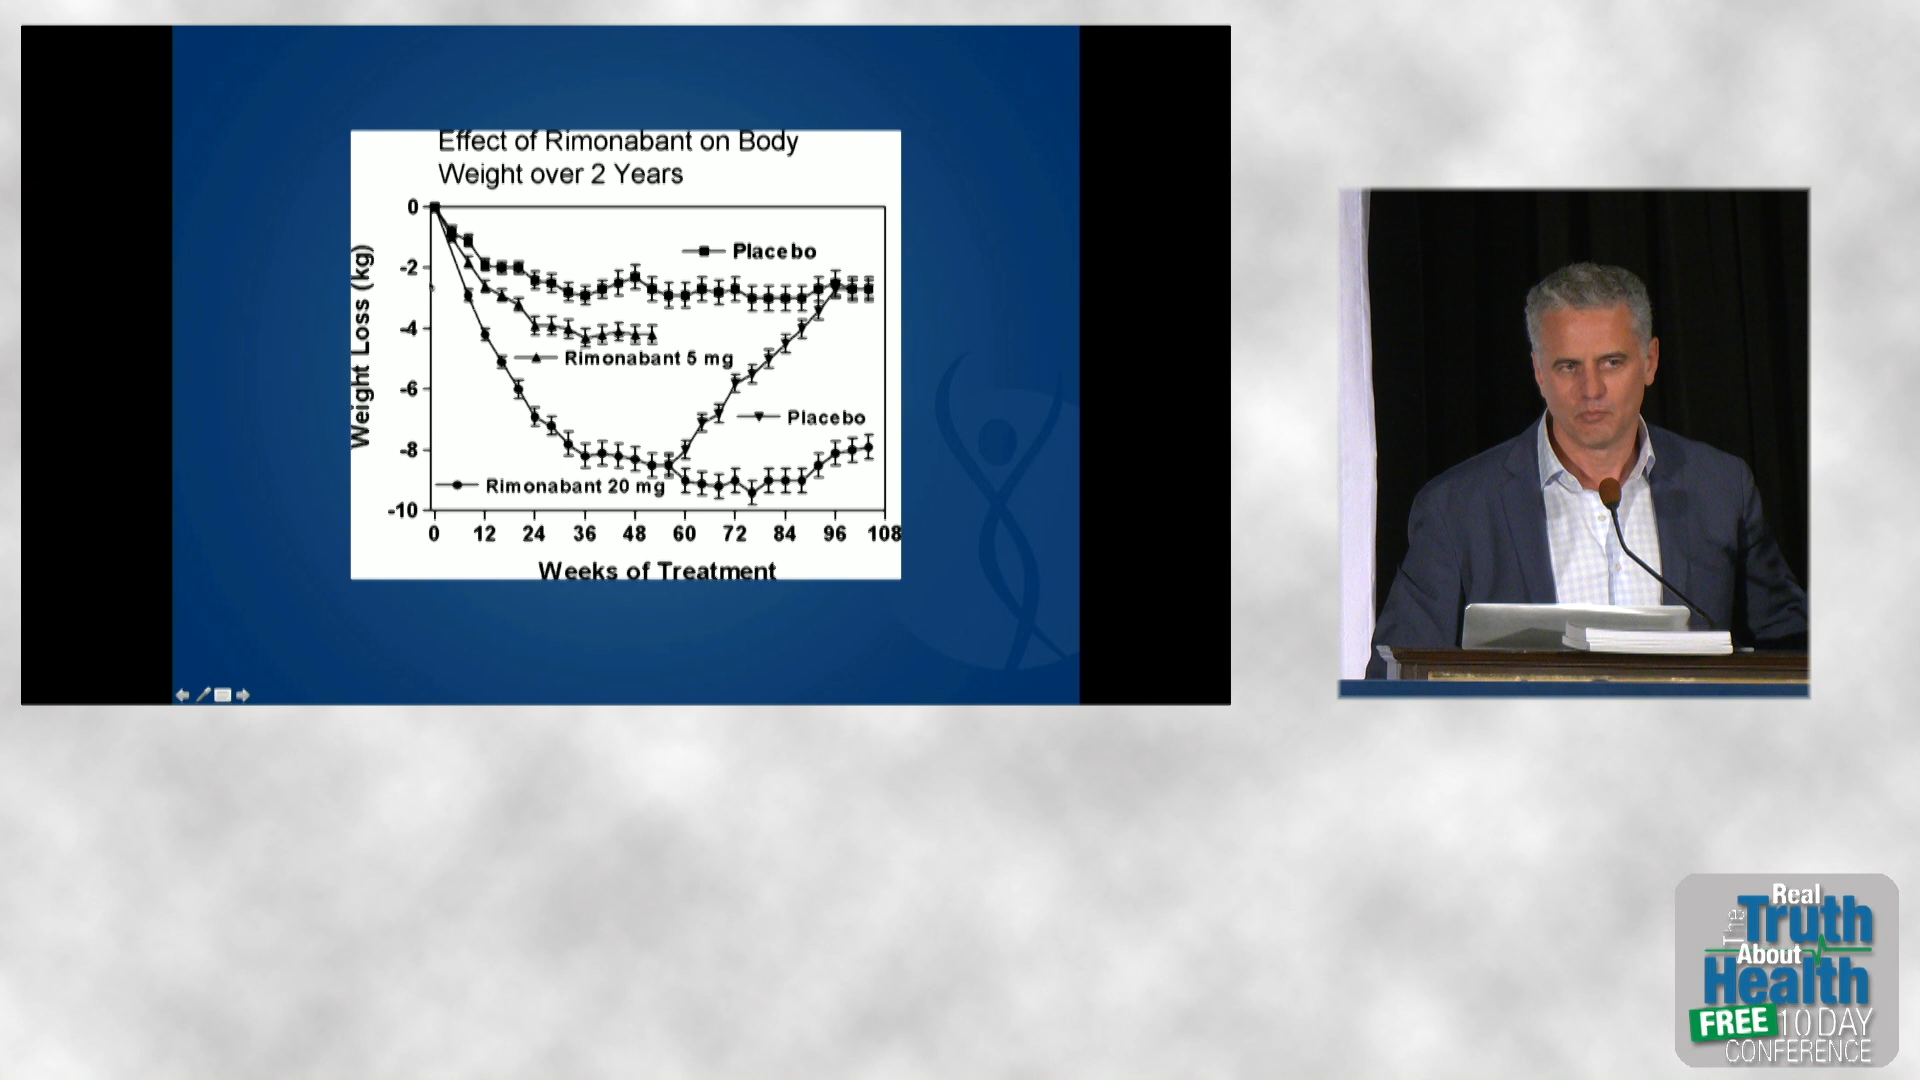 Effect of Rimonabant on Body
Weight over 2 Years
Weight Loss (kg)
0
-2
-4
-6
-8
-10
Placebo
Rimonabant 5 mg
Placebo
Rimonabant 20 mg
0 12 24 36 48 60 72 84 96 108
Weeks of Treatment
The Real
Truth
About
Health
FREE 10 DAY
CONFERENCE